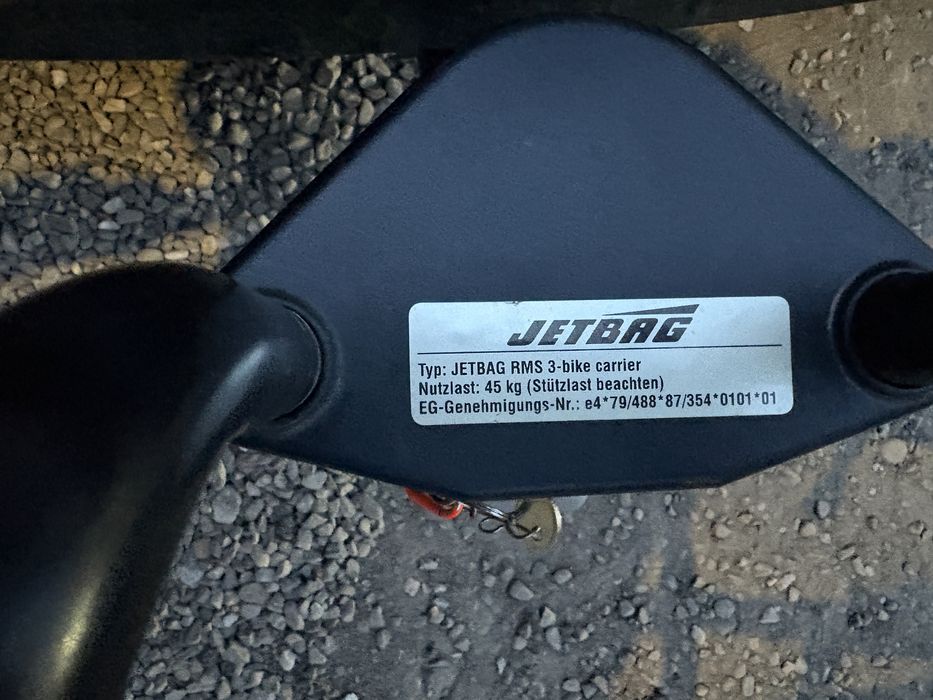 JETBAG
Typ: JETBAG RMS 3-bike carrier
Nutzlast: 45 kg (Stützlast beachten)
EG-Genehmigungs-Nr.: e4*79/488*87/354*0101*01